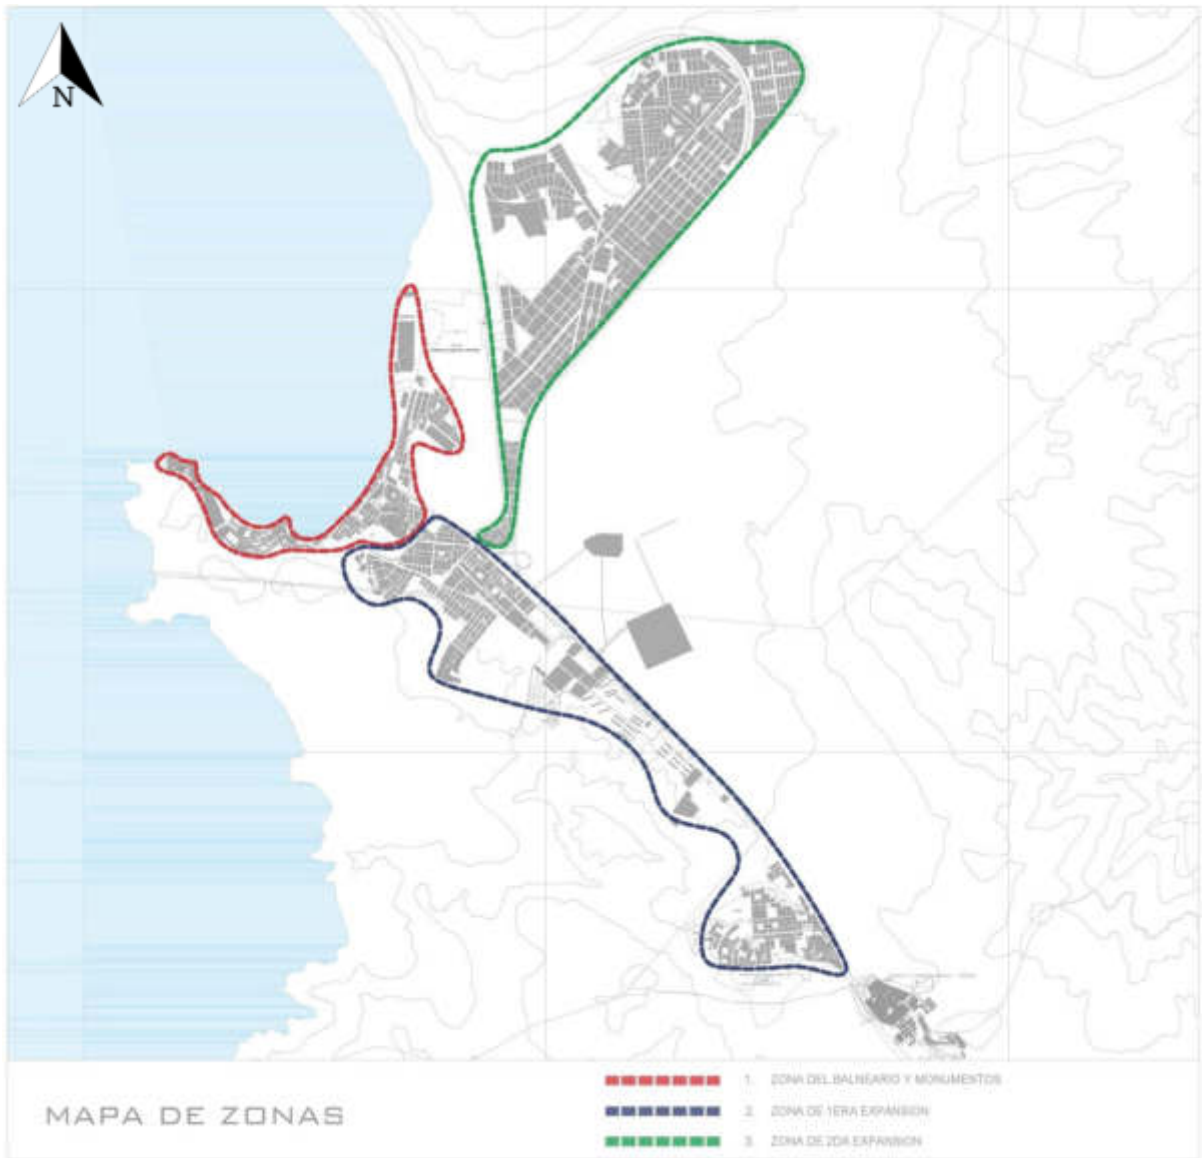 N
MAPA DE ZONAS
1. ZONA DEL BALNEARIO Y MONUMENTOS
2. ZONA DE 1ERA EXPANSION
3. ZONA DE 2DA EXPANSION